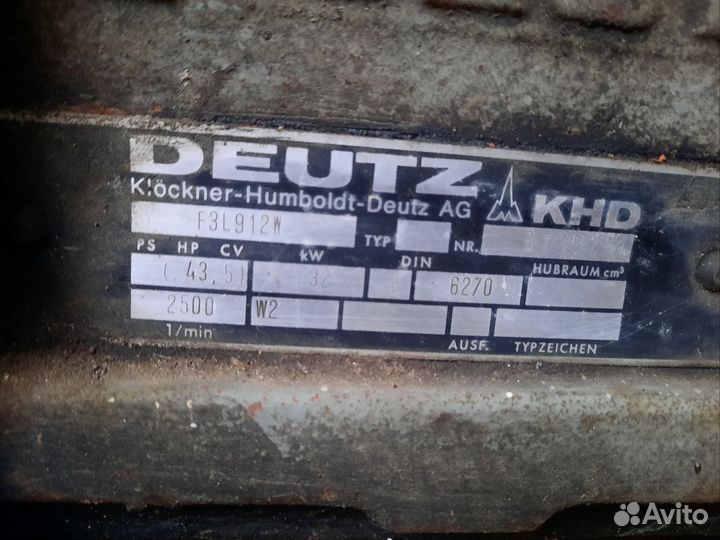 DEUTZ
Klöckner-Humboldt-Deutz AG KHD
F3L912W TYP NR.
PS HP CV kW DIN HUBRAUM cm³
(43,5) 32 B 6270
2500 W2
1/min AUSF. TYPZEICHEN
Avito